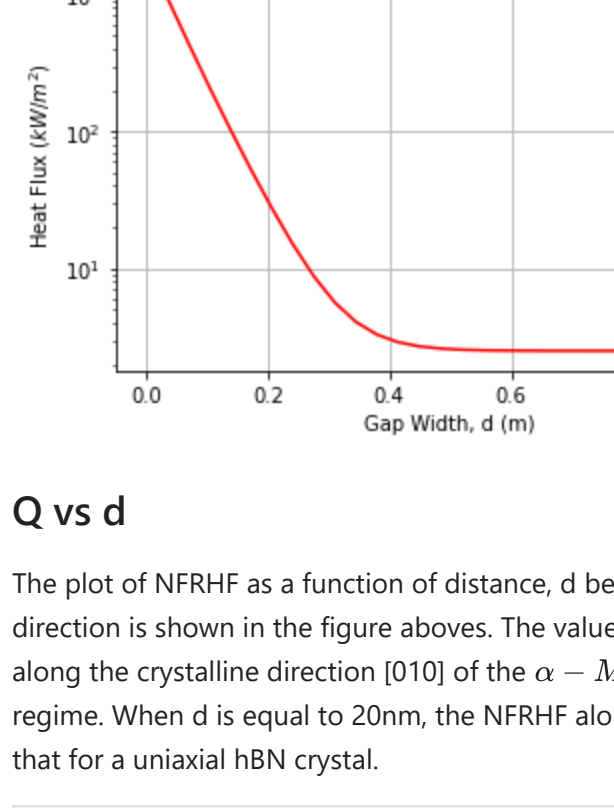 Heat Flux (kW/m²)
10²
10¹
0.0 0.2 0.4 0.6
Gap Width, d (m)
Q vs d
The plot of NFRHF as a function of distance, d be
direction is shown in the figure aboves. The value
along the crystalline direction [010] of the α − M
regime. When d is equal to 20nm, the NFRHF alo
that for a uniaxial hBN crystal.